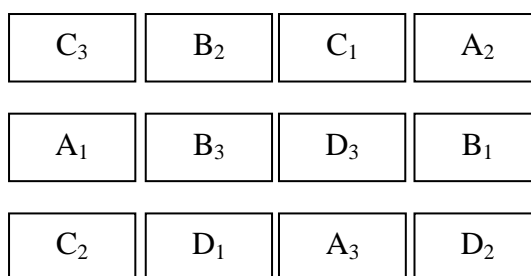 C₃ B₂ C₁ A₂
A₁ B₃ D₃ B₁
C₂ D₁ A₃ D₂